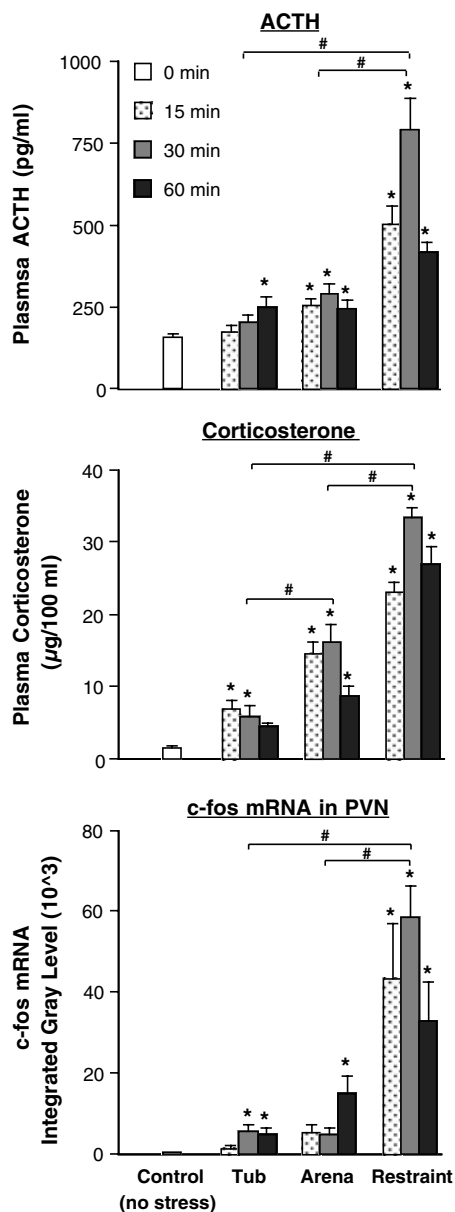 ACTH
#
#
1000
750
500
250
0
Plasmsa ACTH (pg/ml)
0 min
15 min
30 min
60 min
*
* * *
* * *
Corticosterone
#
#
#
40
30
20
10
0
Plasma Corticosterone
(µg/100 ml)
* *
* * *
* * *
c-fos mRNA in PVN
#
#
80
60
40
20
0
c-fos mRNA
Integrated Gray Level (10^3)
* *
*
* * *
Control
(no stress)
Tub
Arena
Restraint